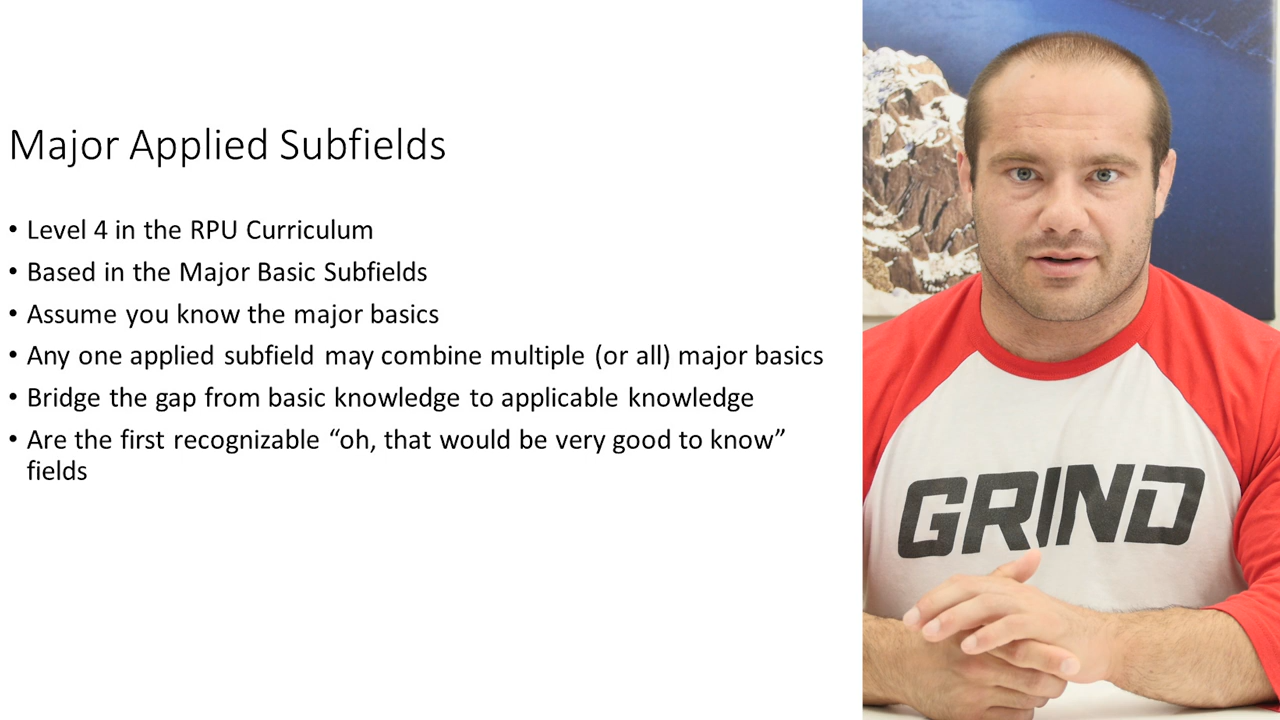 Major Applied Subfields
• Level 4 in the RPU Curriculum
• Based in the Major Basic Subfields
• Assume you know the major basics
• Any one applied subfield may combine multiple (or all) major basics
• Bridge the gap from basic knowledge to applicable knowledge
• Are the first recognizable “oh, that would be very good to know”
fields
GRIND